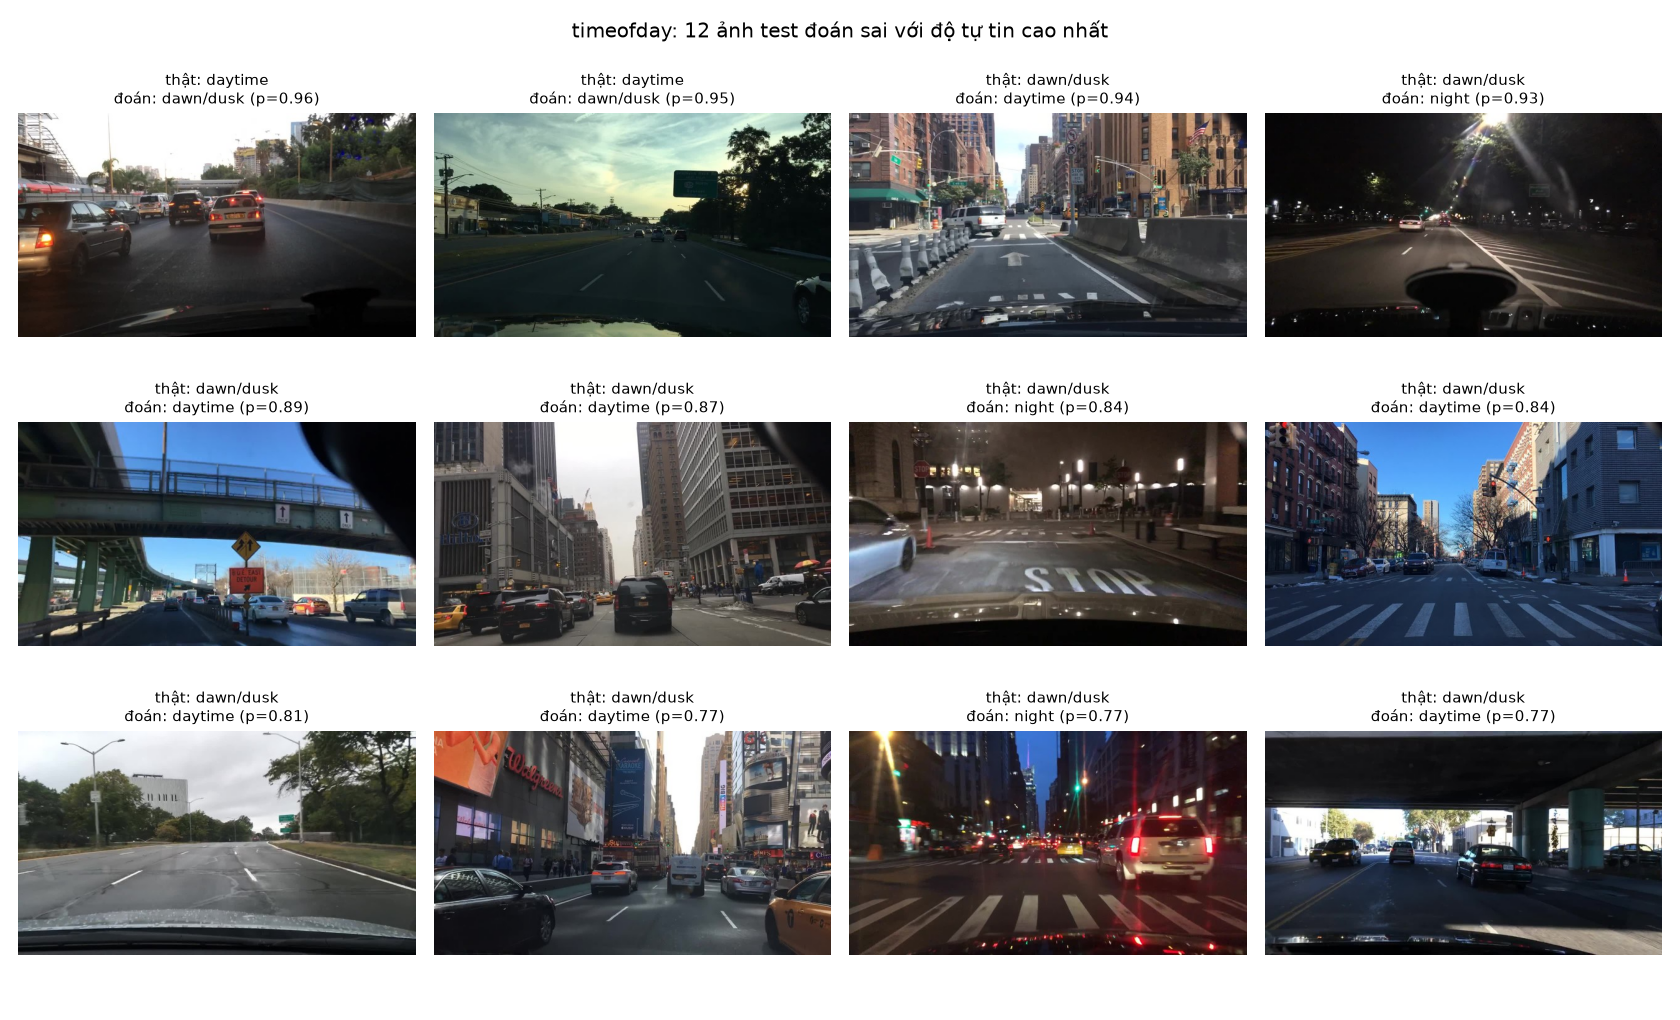 timeofday: 12 ảnh test đoán sai với độ tự tin cao nhất
thật: daytime
đoán: dawn/dusk (p=0.96)
thật: daytime
đoán: dawn/dusk (p=0.95)
thật: dawn/dusk
đoán: daytime (p=0.94)
thật: dawn/dusk
đoán: night (p=0.93)
thật: dawn/dusk
đoán: daytime (p=0.89)
thật: dawn/dusk
đoán: daytime (p=0.87)
thật: dawn/dusk
đoán: night (p=0.84)
thật: dawn/dusk
đoán: daytime (p=0.84)
DETOUR
STOP
thật: dawn/dusk
đoán: daytime (p=0.81)
thật: dawn/dusk
đoán: daytime (p=0.77)
thật: dawn/dusk
đoán: night (p=0.77)
thật: dawn/dusk
đoán: daytime (p=0.77)
Walgreens